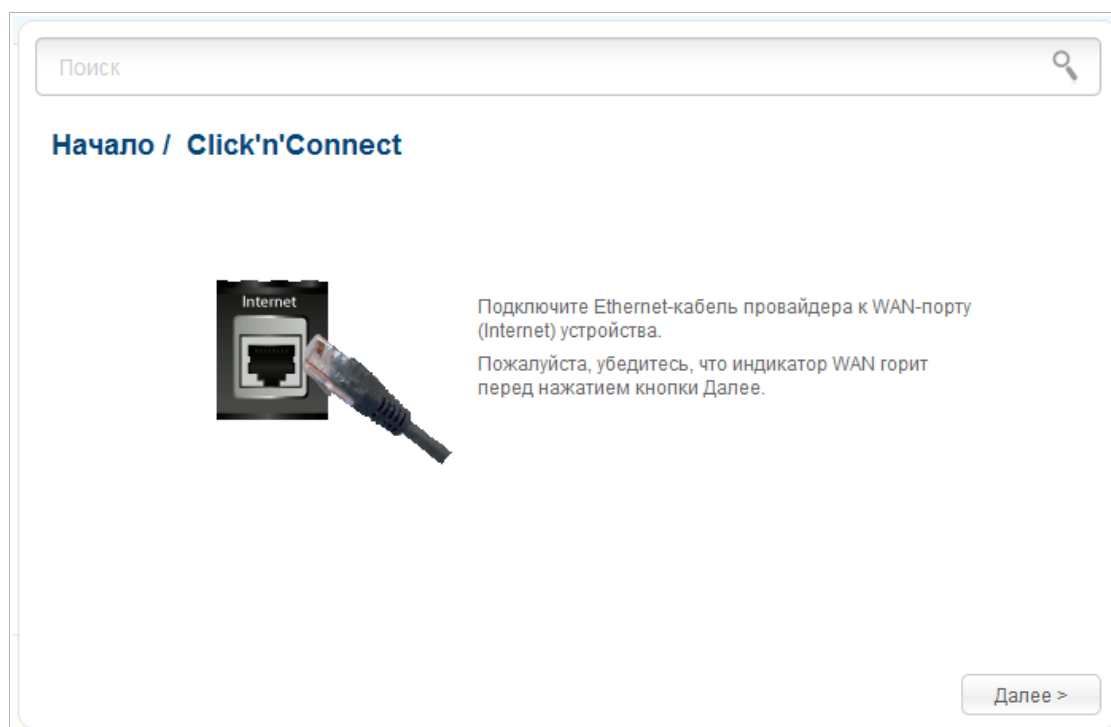 Поиск
Начало /  Click'n'Connect
Internet
Подключите Ethernet-кабель провайдера к WAN-порту
(Internet) устройства.
Пожалуйста, убедитесь, что индикатор WAN горит
перед нажатием кнопки Далее.
Далее >